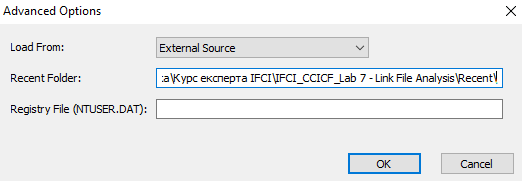 Advanced Options
Load From:
External Source
Recent Folder:
:a\Курс експерта IFCI\IFCI_CCICF_Lab 7 - Link File Analysis\Recent\
Registry File (NTUSER.DAT):
OK
Cancel